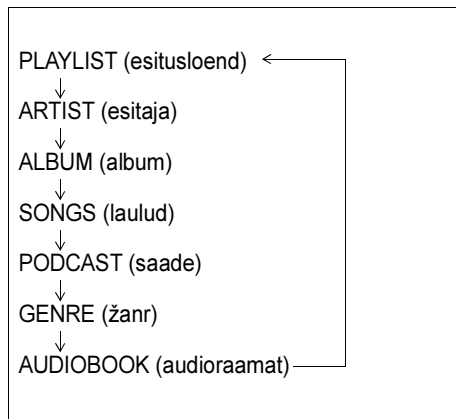 PLAYLIST (esitusloend)
ARTIST (esitaja)
ALBUM (album)
SONGS (laulud)
PODCAST (saade)
GENRE (žanr)
AUDIOBOOK (audioraamat)